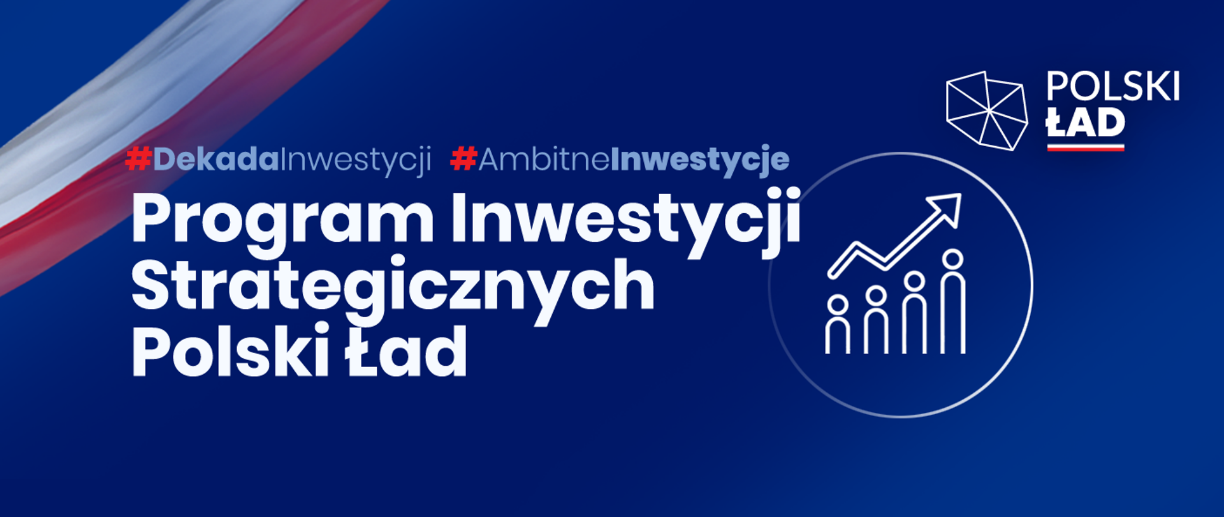 POLSKI
ŁAD
#DekadaInwestycji #AmbitneInwestycje
Program Inwestycji
Strategicznych
Polski Ład